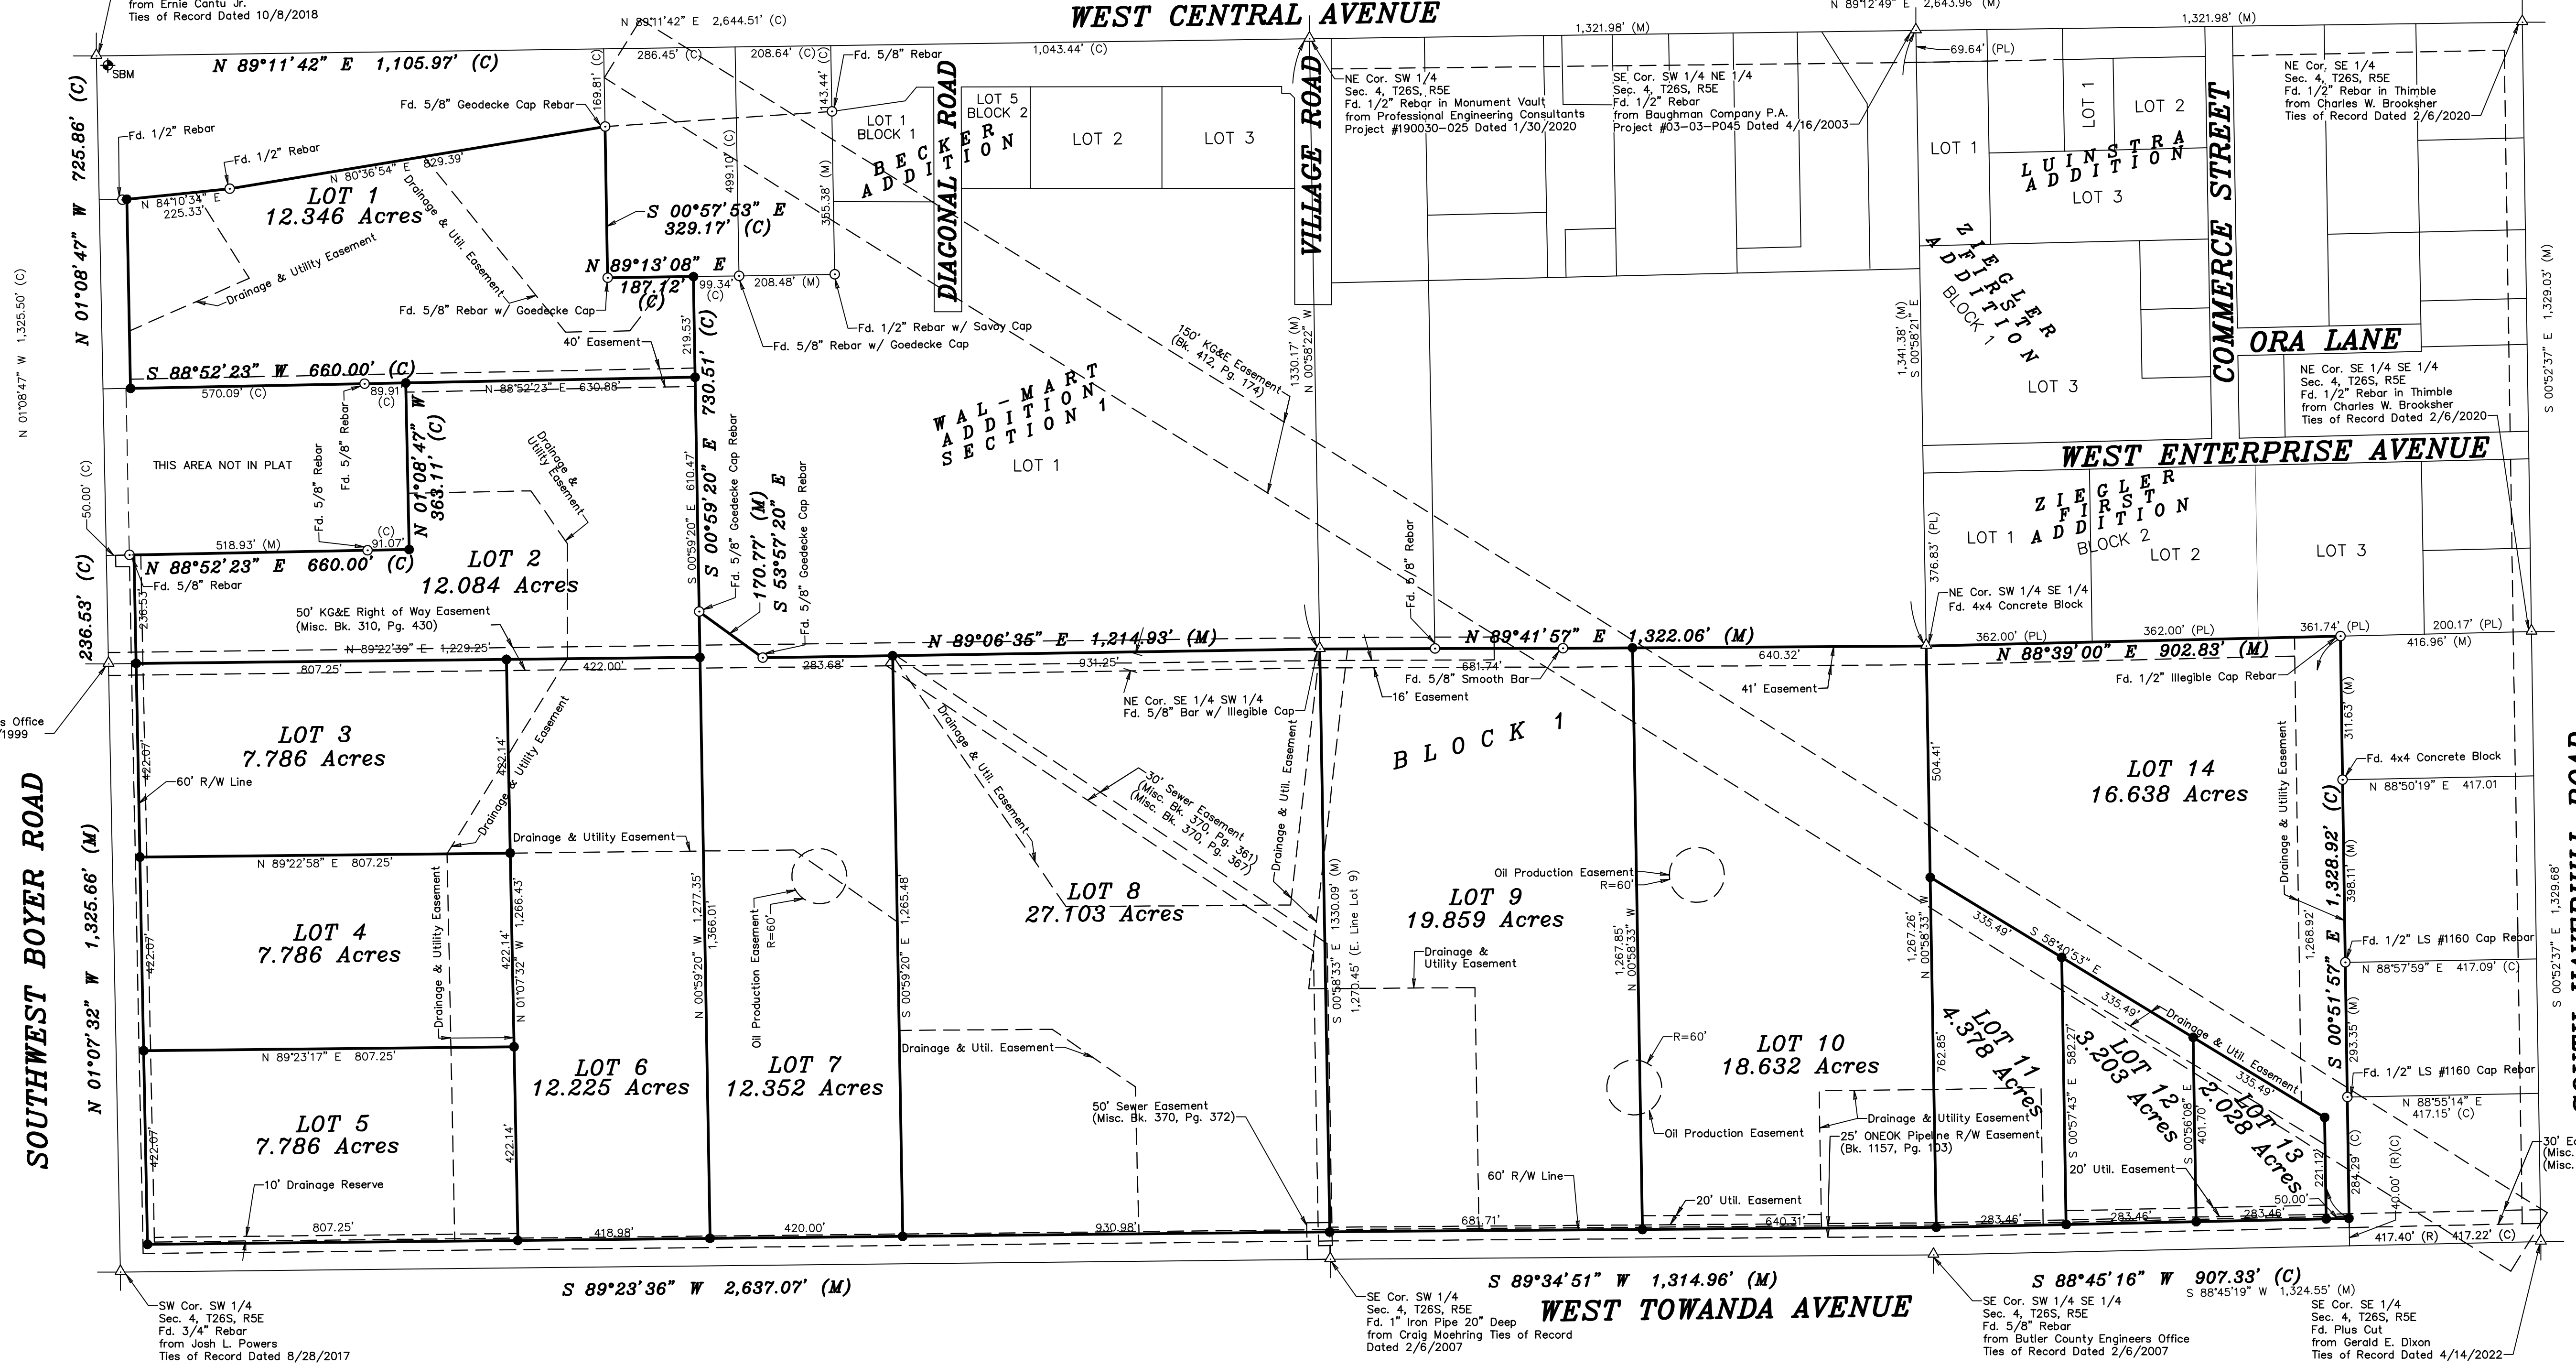 from Ernie Cantu Jr.
Ties of Record Dated 10/8/2018
N 89°11'42" E 2,644.51' (C)
WEST CENTRAL AVENUE
N 89°12'49" E 2,643.96' (M)
1,321.98' (M)
1,321.98' (M)
SBM
N 89°11'42" E 1,105.97' (C)
286.45' (C)
208.64' (C)
1,043.44' (C)
69.64' (PL)
169.81' (C)
143.44' (C)
Fd. 5/8" Rebar
Fd. 5/8" Geodecke Cap Rebar
N 01°08'47" W 725.86' (C)
N 01°08'47" W 1,325.50' (C)
Fd. 1/2" Rebar
Fd. 1/2" Rebar
N 84°10'34" E
225.33'
N 80°36'54" E 829.39'
LOT 1
12.346 Acres
Drainage & Utility Easement
Drainage & Util. Easement
S 00°57'53" E
329.17' (C)
N 89°13'08" E
187.12'
(C)
99.34'
(C)
208.48' (M)
499.10' (C)
355.38' (M)
Fd. 5/8" Rebar w/ Goedecke Cap
Fd. 1/2" Rebar w/ Savoy Cap
Fd. 5/8" Rebar w/ Goedecke Cap
40' Easement
219.53'
LOT 1
BLOCK 1
BECKER
ADDITION
LOT 5
BLOCK 2
LOT 2
LOT 3
DIAGONAL ROAD
VILLAGE ROAD
NE Cor. SW 1/4
Sec. 4, T26S, R5E
Fd. 1/2" Rebar in Monument Vault
from Professional Engineering Consultants
Project #190030-025 Dated 1/30/2020
SE Cor. SW 1/4 NE 1/4
Sec. 4, T26S, R5E
Fd. 1/2" Rebar
from Baughman Company P.A.
Project #03-03-P045 Dated 4/16/2003
LOT 1
LOT 1
LOT 2
LUINSTRA
ADDITION
LOT 3
COMMERCE STREET
NE Cor. SE 1/4
Sec. 4, T26S, R5E
Fd. 1/2" Rebar in Thimble
from Charles W. Brooksher
Ties of Record Dated 2/6/2020
ZIEGLER
FIRST
ADDITION
BLOCK 1
LOT 3
ORA LANE
NE Cor. SE 1/4 SE 1/4
Sec. 4, T26S, R5E
Fd. 1/2" Rebar in Thimble
from Charles W. Brooksher
Ties of Record Dated 2/6/2020
S 00°52'37" E 1,329.03' (M)
WEST ENTERPRISE AVENUE
ZIEGLER
FIRST
ADDITION
BLOCK 2
LOT 1
LOT 2
LOT 3
1330.17' (M)
N 00°58'22" W
1,341.38' (M)
S 00°58'21" E
376.83' (PL)
150' KG&E Easement
(Bk. 412, Pg. 174)
WAL-MART
ADDITION
SECTION 1
LOT 1
S 88°52'23" W 660.00' (C)
570.09' (C)
89.91'
(C)
N 88°52'23" E 630.88'
Fd. 5/8" Rebar
Fd. 5/8" Rebar
THIS AREA NOT IN PLAT
N 01°08'47" W
363.11' (C)
518.93' (M)
(C)
91.07'
N 88°52'23" E 660.00' (C)
Fd. 5/8" Rebar
50.00' (C)
236.53' (C)
236.53'
LOT 2
12.084 Acres
Drainage &
Utility Easement
50' KG&E Right of Way Easement
(Misc. Bk. 310, Pg. 430)
S 00°59'20" E 610.47'
S 00°59'20" E 730.51' (C)
Fd. 5/8" Goedecke Cap Rebar
170.77' (M)
S 53°57'20" E
Fd. 5/8" Goedecke Cap Rebar
N 89°22'39" E 1,229.25'
807.25'
422.00'
283.68'
N 89°06'35" E 1,214.93' (M)
931.25'
NE Cor. SE 1/4 SW 1/4
Fd. 5/8" Bar w/ Illegible Cap
Fd. 5/8" Rebar
N 89°41'57" E 1,322.06' (M)
681.74'
640.32'
Fd. 5/8" Smooth Bar
16' Easement
41' Easement
NE Cor. SW 1/4 SE 1/4
Fd. 4x4 Concrete Block
362.00' (PL)
362.00' (PL)
361.74' (PL)
200.17' (PL)
416.96' (M)
N 88°39'00" E 902.83' (M)
Fd. 1/2" Illegible Cap Rebar
s Office
/1999
SOUTHWEST BOYER ROAD
N 01°07'32" W 1,325.66' (M)
LOT 3
7.786 Acres
422.07'
422.14'
60' R/W Line
Drainage & Utility Easement
N 89°22'58" E 807.25'
Drainage & Utility Easement
LOT 4
7.786 Acres
422.07'
422.14'
Drainage & Utility Easement
N 01°07'32" W 1,266.43'
N 89°23'17" E 807.25'
LOT 5
7.786 Acres
422.07'
422.14'
10' Drainage Reserve
807.25'
LOT 6
12.225 Acres
418.98'
N 00°59'20" W 1,277.35'
1,366.01'
Oil Production Easement
R=60'
LOT 7
12.352 Acres
420.00'
S 00°59'20" E 1,265.48'
Drainage & Util. Easement
30' Sewer Easement
(Misc. Bk. 370, Pg. 361)
(Misc. Bk. 370, Pg. 367)
LOT 8
27.103 Acres
Drainage & Util. Easement
50' Sewer Easement
(Misc. Bk. 370, Pg. 372)
930.98'
Drainage & Util. Easement
S 00°58'33" E 1330.09' (M)
1,270.45' (E. Line Lot 9)
BLOCK 1
LOT 9
19.859 Acres
Drainage &
Utility Easement
60' R/W Line
681.71'
Oil Production Easement
R=60'
1,267.85'
N 00°58'33" W
R=60'
Oil Production Easement
LOT 10
18.632 Acres
20' Util. Easement
640.31'
Drainage & Utility Easement
25' ONEOK Pipeline R/W Easement
(Bk. 1157, Pg. 103)
504.41'
1,267.26'
N 00°58'33" W
762.85'
LOT 11
4.378 Acres
283.46'
335.49'
S 58°40'53" E
S 00°57'43" E 582.27'
LOT 12
3.203 Acres
335.49'
283.46'
Drainage & Util. Easement
S 00°56'08" E
401.70'
LOT 13
2.028 Acres
335.49'
283.46'
20' Util. Easement
221.12'
50.00'
LOT 14
16.638 Acres
Drainage & Utility Easement
1,268.92'
S 00°51'57" E 1,328.92' (C)
311.63' (M)
Fd. 4x4 Concrete Block
N 88°50'19" E 417.01
398.11' (M)
Fd. 1/2" LS #1160 Cap Rebar
N 88°57'59" E 417.09' (C)
293.35' (M)
Fd. 1/2" LS #1160 Cap Rebar
N 88°55'14" E
417.15' (C)
284.29' (C)
40.00' (R)(C)
417.40' (R) 417.22' (C)
S 00°52'37" E 1,329.68'
30' Ea
(Misc.
(Misc.
S 89°23'36" W 2,637.07' (M)
S 89°34'51" W 1,314.96' (M)
S 88°45'16" W 907.33' (C)
S 88°45'19" W 1,324.55' (M)
WEST TOWANDA AVENUE
SW Cor. SW 1/4
Sec. 4, T26S, R5E
Fd. 3/4" Rebar
from Josh L. Powers
Ties of Record Dated 8/28/2017
SE Cor. SW 1/4
Sec. 4, T26S, R5E
Fd. 1" Iron Pipe 20" Deep
from Craig Moehring Ties of Record
Dated 2/6/2007
SE Cor. SW 1/4 SE 1/4
Sec. 4, T26S, R5E
Fd. 5/8" Rebar
from Butler County Engineers Office
Ties of Record Dated 2/6/2007
SE Cor. SE 1/4
Sec. 4, T26S, R5E
Fd. Plus Cut
from Gerald E. Dixon
Ties of Record Dated 4/14/2022